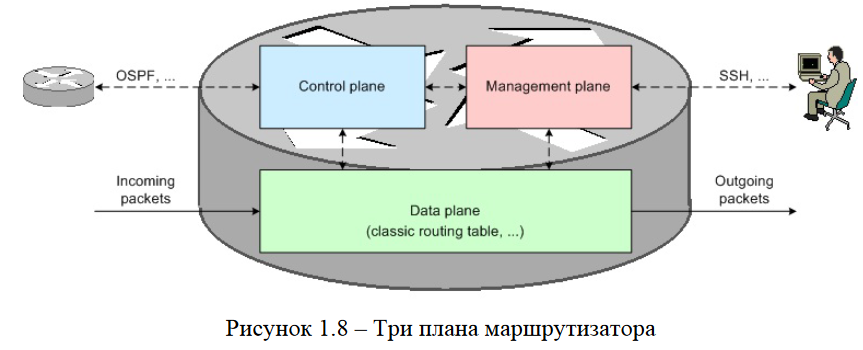 OSPF, ...
Control plane
Management plane
SSH, ...
Incoming
packets
Data plane
(classic routing table, ...)
Outgoing
packets
Рисунок 1.8 – Три плана маршрутизатора